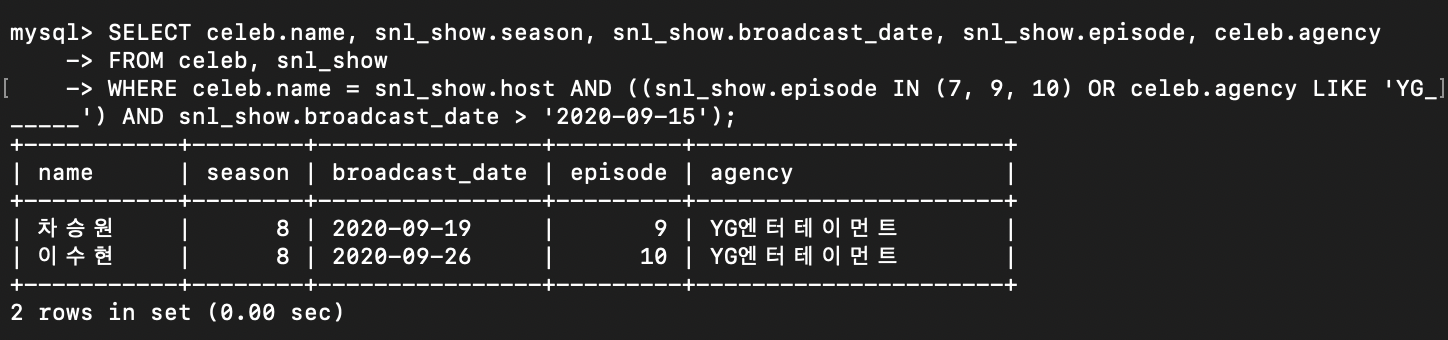 mysql> SELECT celeb.name, snl_show.season, snl_show.broadcast_date, snl_show.episode, celeb.agency
    -> FROM celeb, snl_show
[    -> WHERE celeb.name = snl_show.host AND ((snl_show.episode IN (7, 9, 10) OR celeb.agency LIKE 'YG_]
_____') AND snl_show.broadcast_date > '2020-09-15');
+-----------+--------+----------------+---------+----------------------+
| name      | season | broadcast_date | episode | agency               |
+-----------+--------+----------------+---------+----------------------+
| 차승원     |      8 | 2020-09-19     |       9 | YG엔터테이먼트        |
| 이수현     |      8 | 2020-09-26     |      10 | YG엔터테이먼트        |
+-----------+--------+----------------+---------+----------------------+
2 rows in set (0.00 sec)